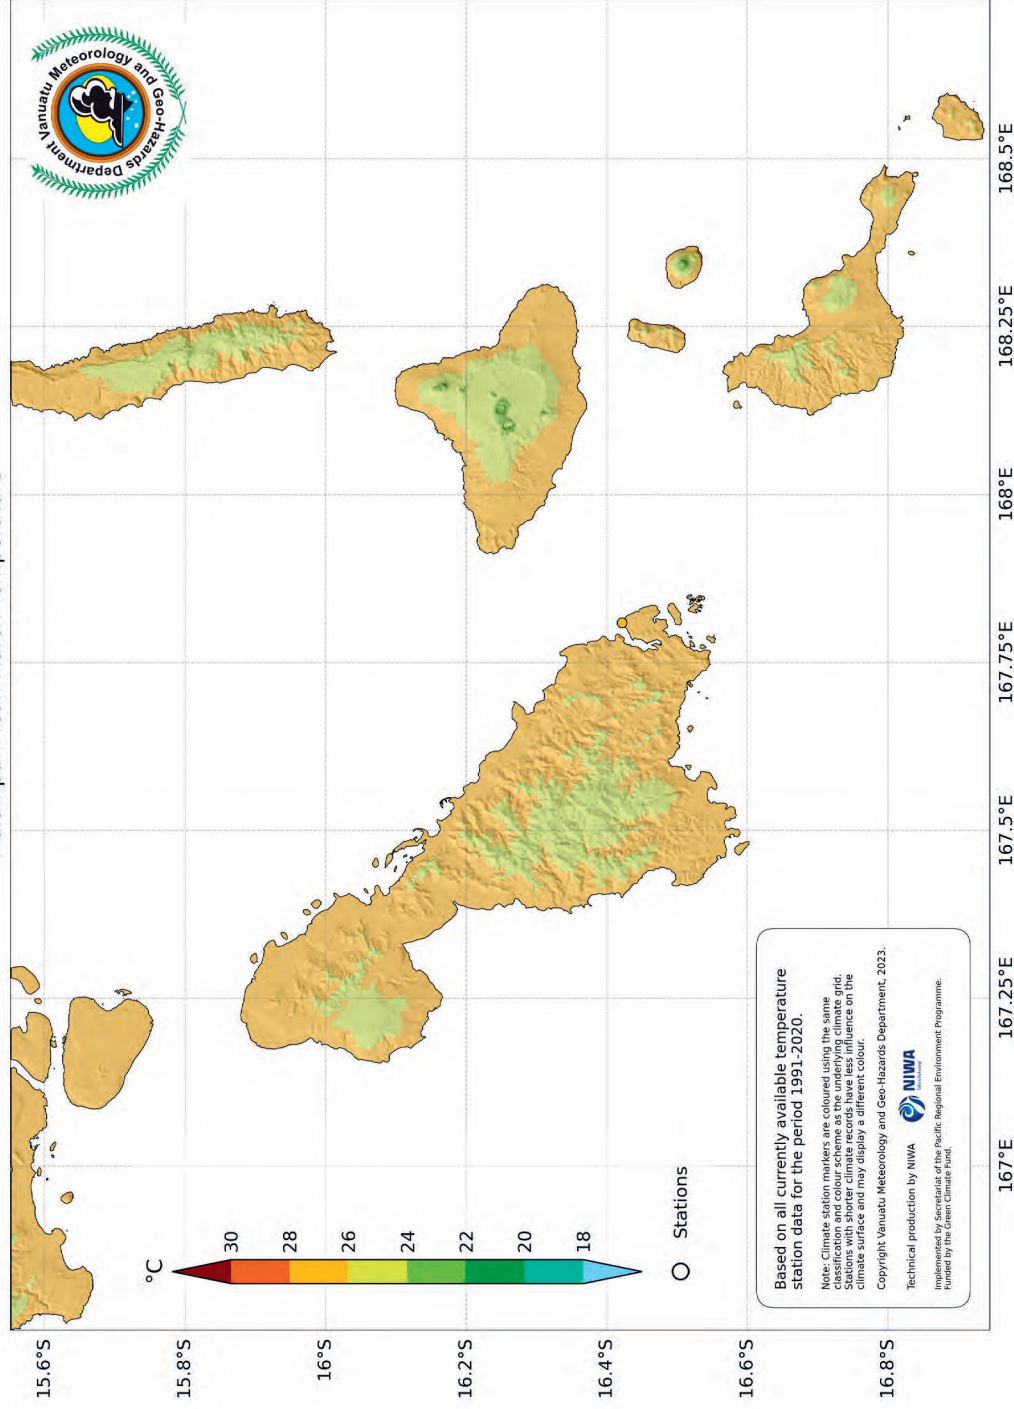 Vanuatu Meteorology and Geo-Hazards Department
15.6°S
15.8°S
16°S
16.2°S
16.4°S
16.6°S
16.8°S
167°E
167.25°E
167.5°E
167.75°E
168°E
168.25°E
168.5°E
°C
30
28
26
24
22
20
18
Stations
Based on all currently available temperature
station data for the period 1991-2020.
Note: Climate station markers are coloured using the same
classification and colour scheme as the underlying climate grid.
Stations with shorter climate records have less influence on the
climate surface and may display a different colour.
Copyright Vanuatu Meteorology and Geo-Hazards Department, 2023.
Technical production by NIWA
NIWA
Implemented by Secretariat of the Pacific Regional Environment Programme.
Funded by the Green Climate Fund.